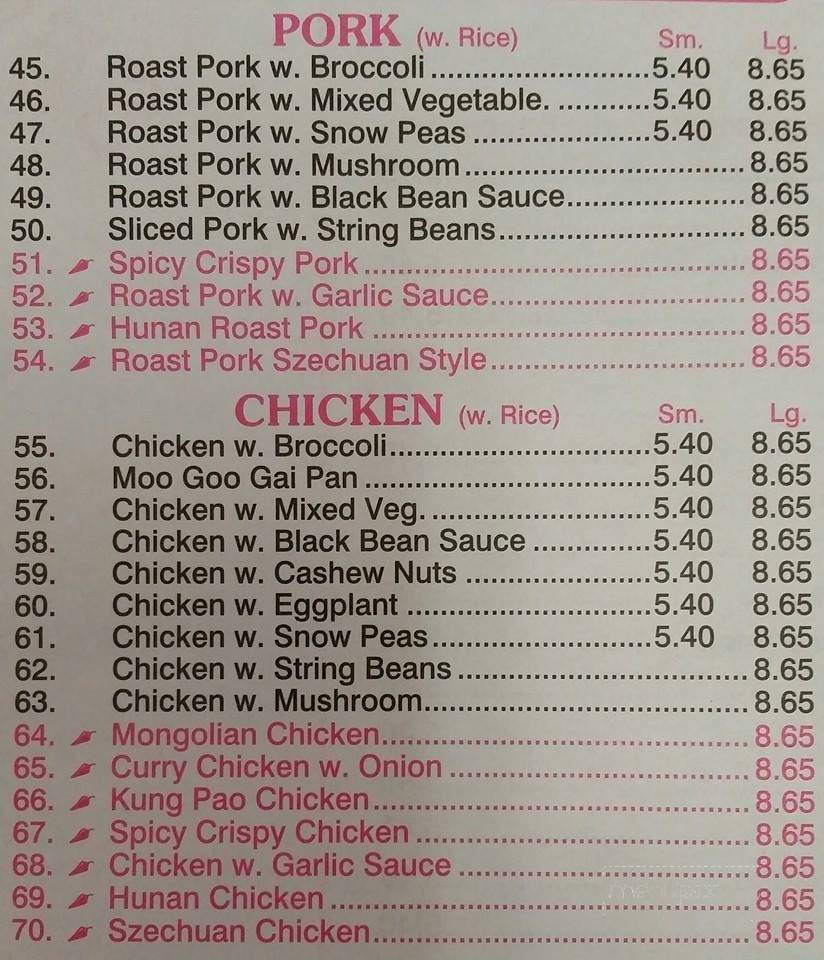 PORK (w. Rice) Sm. Lg.
45. Roast Pork w. Broccoli..........................5.40 8.65
46. Roast Pork w. Mixed Vegetable. ...........5.40 8.65
47. Roast Pork w. Snow Peas .....................5.40 8.65
48. Roast Pork w. Mushroom.................................8.65
49. Roast Pork w. Black Bean Sauce.....................8.65
50. Sliced Pork w. String Beans.............................8.65
51. Spicy Crispy Pork .............................................8.65
52. Roast Pork w. Garlic Sauce..............................8.65
53. Hunan Roast Pork ............................................8.65
54. Roast Pork Szechuan Style..............................8.65
CHICKEN (w. Rice) Sm. Lg.
55. Chicken w. Broccoli...............................5.40 8.65
56. Moo Goo Gai Pan ..................................5.40 8.65
57. Chicken w. Mixed Veg. ..........................5.40 8.65
58. Chicken w. Black Bean Sauce ..............5.40 8.65
59. Chicken w. Cashew Nuts ......................5.40 8.65
60. Chicken w. Eggplant .............................5.40 8.65
61. Chicken w. Snow Peas..........................5.40 8.65
62. Chicken w. String Beans ..................................8.65
63. Chicken w. Mushroom......................................8.65
64. Mongolian Chicken...........................................8.65
65. Curry Chicken w. Onion ...................................8.65
66. Kung Pao Chicken............................................8.65
67. Spicy Crispy Chicken .......................................8.65
68. Chicken w. Garlic Sauce ..................................8.65
69. Hunan Chicken .................................................8.65
70. Szechuan Chicken............................................8.65